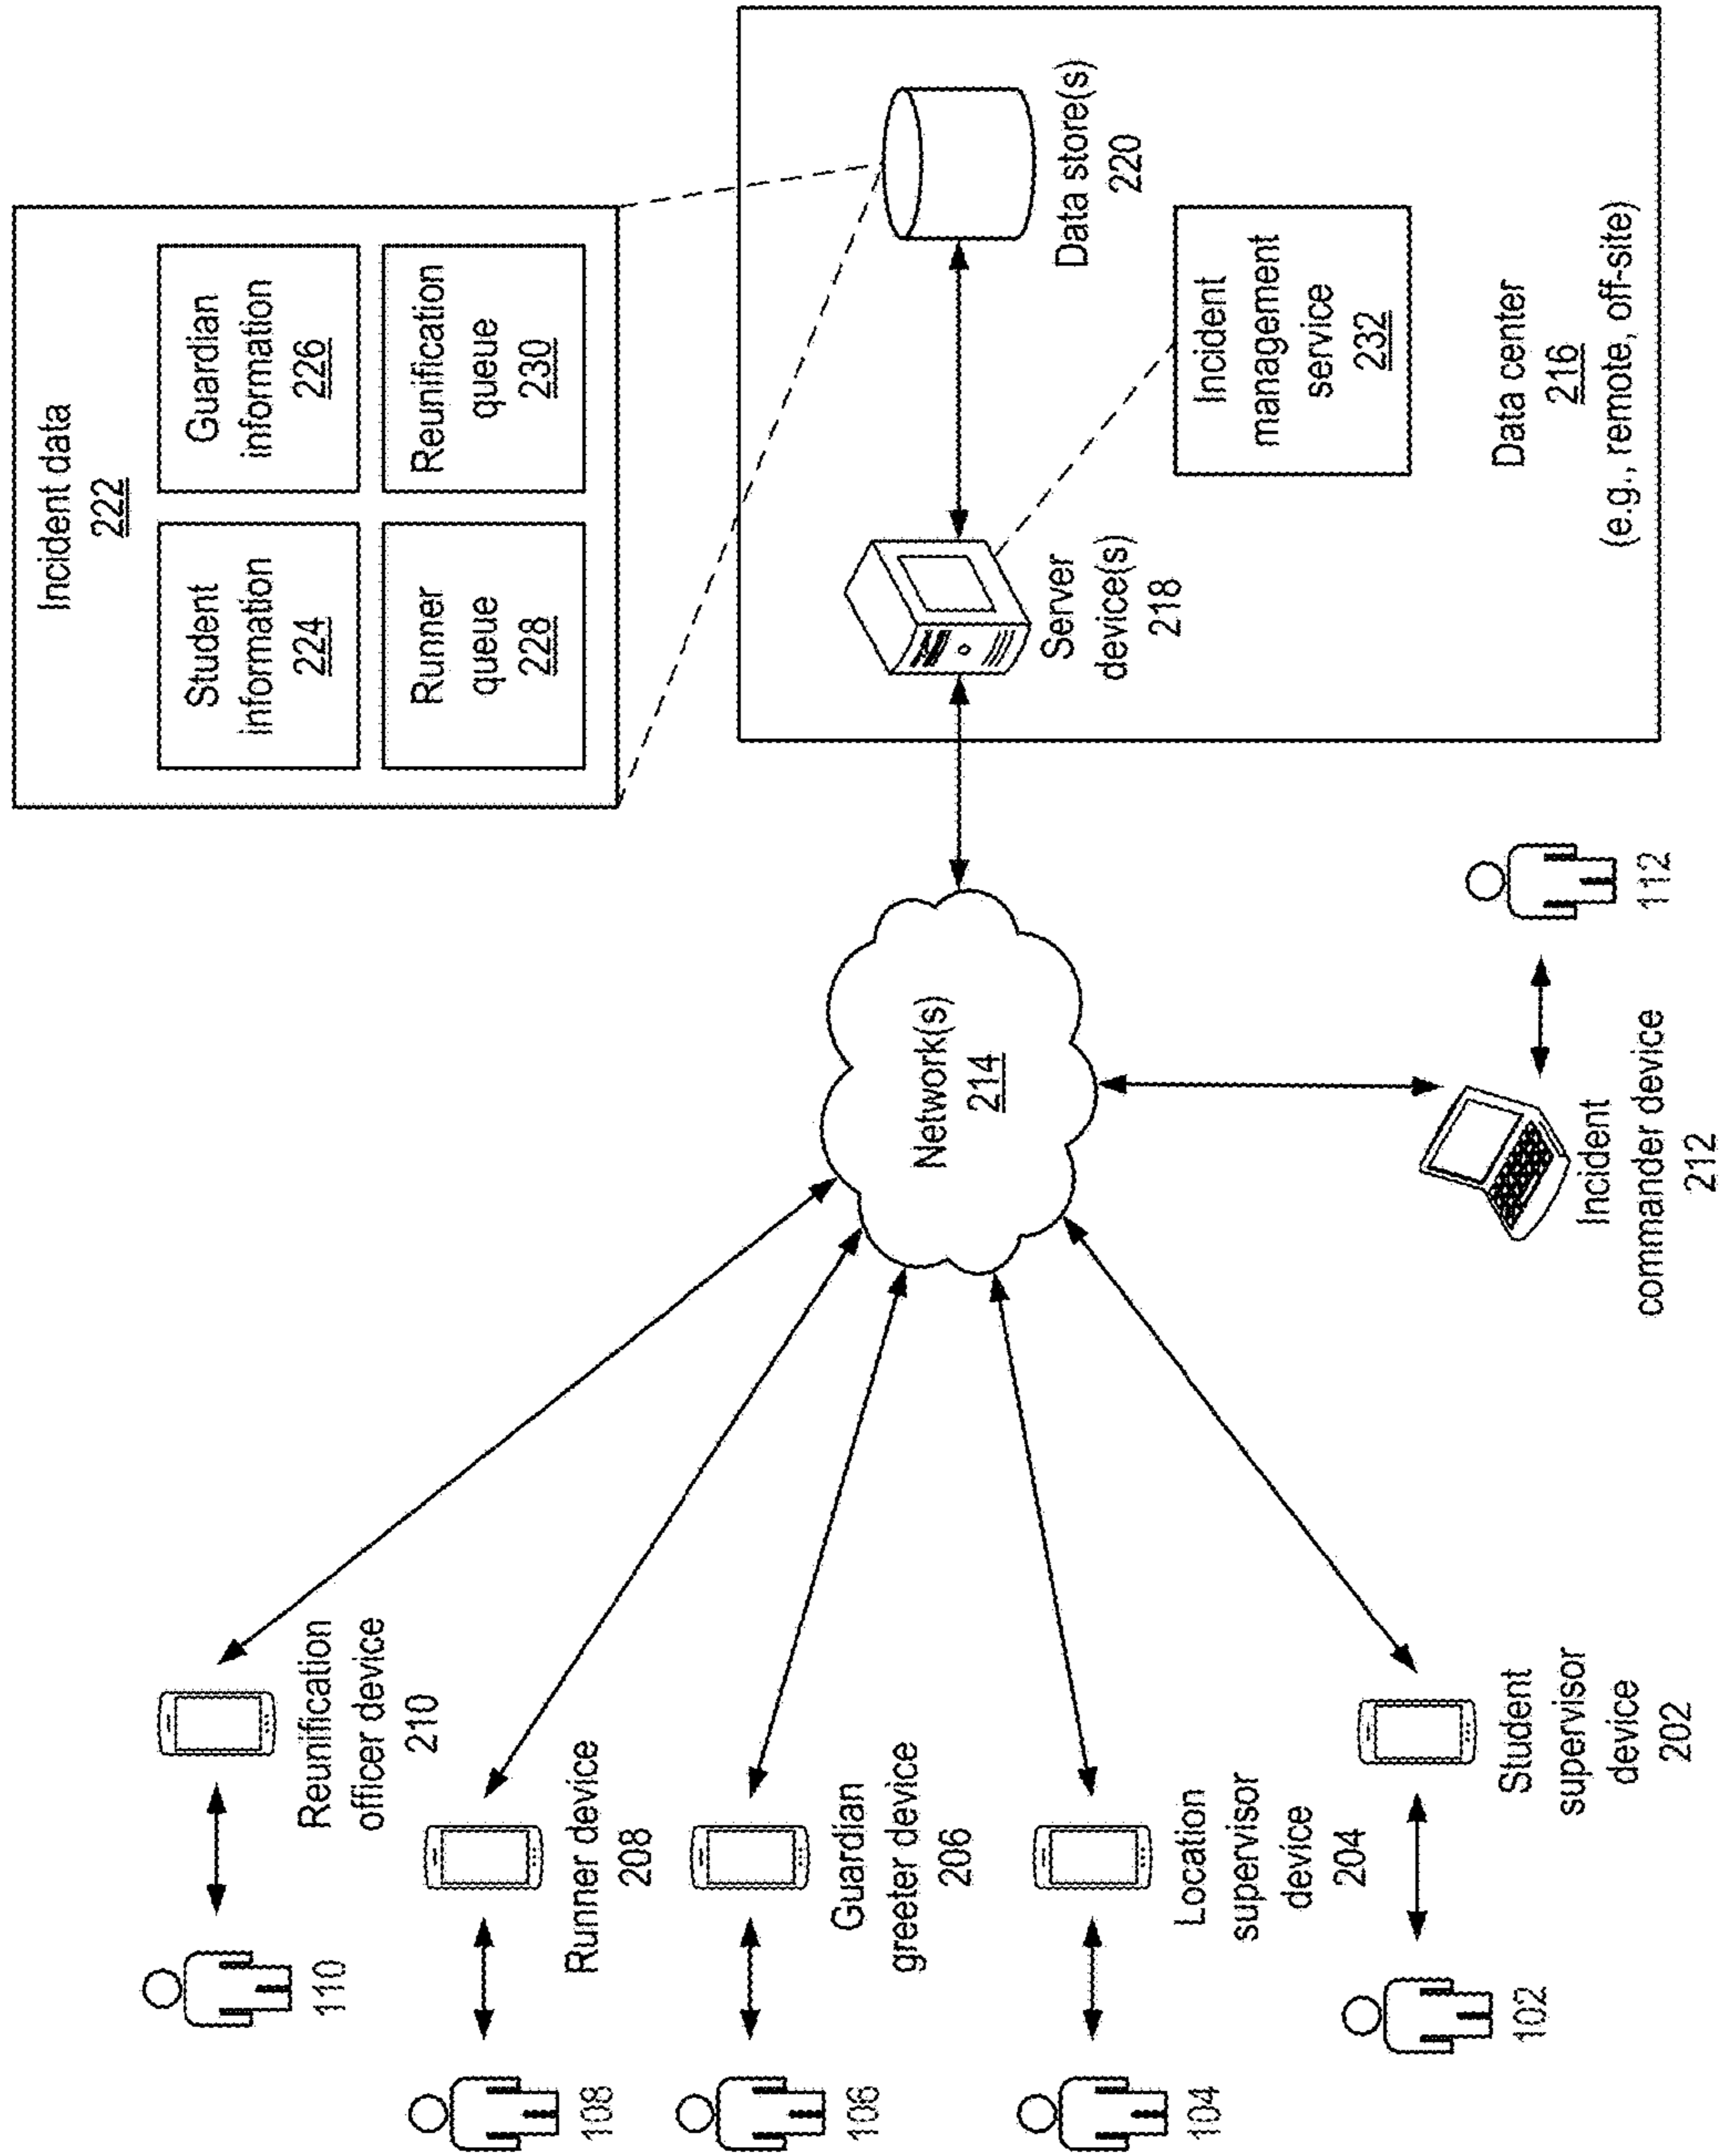 Incident data
222
Student
information
224
Guardian
information
226
Runner
queue
228
Reunification
queue
230
110
Reunification
officer device
210
108
Runner device
208
106
Guardian
greeter device
206
104
Location
supervisor
device
204
102
Student
supervisor
device
202
Network(s)
214
Incident
commander device
212
112
Server
device(s)
218
Data store(s)
220
Incident
management
service
232
Data center
216
(e.g., remote, off-site)